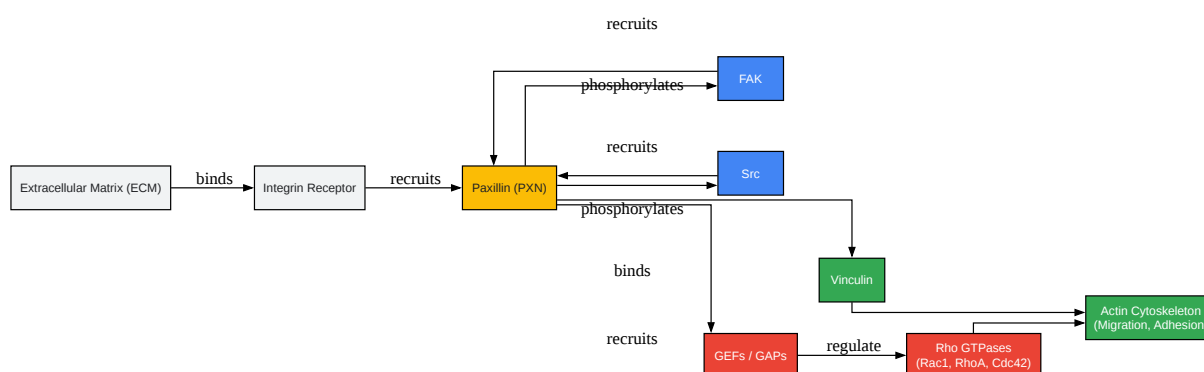 recruits
FAK
phosphorylates
recruits
Extracellular Matrix (ECM)
binds
Integrin Receptor
recruits
Paxillin (PXN)
Src
phosphorylates
binds
Vinculin
Actin Cytoskeleton
(Migration, Adhesion
recruits
GEFs / GAPs
regulate
Rho GTPases
(Rac1, RhoA, Cdc42)